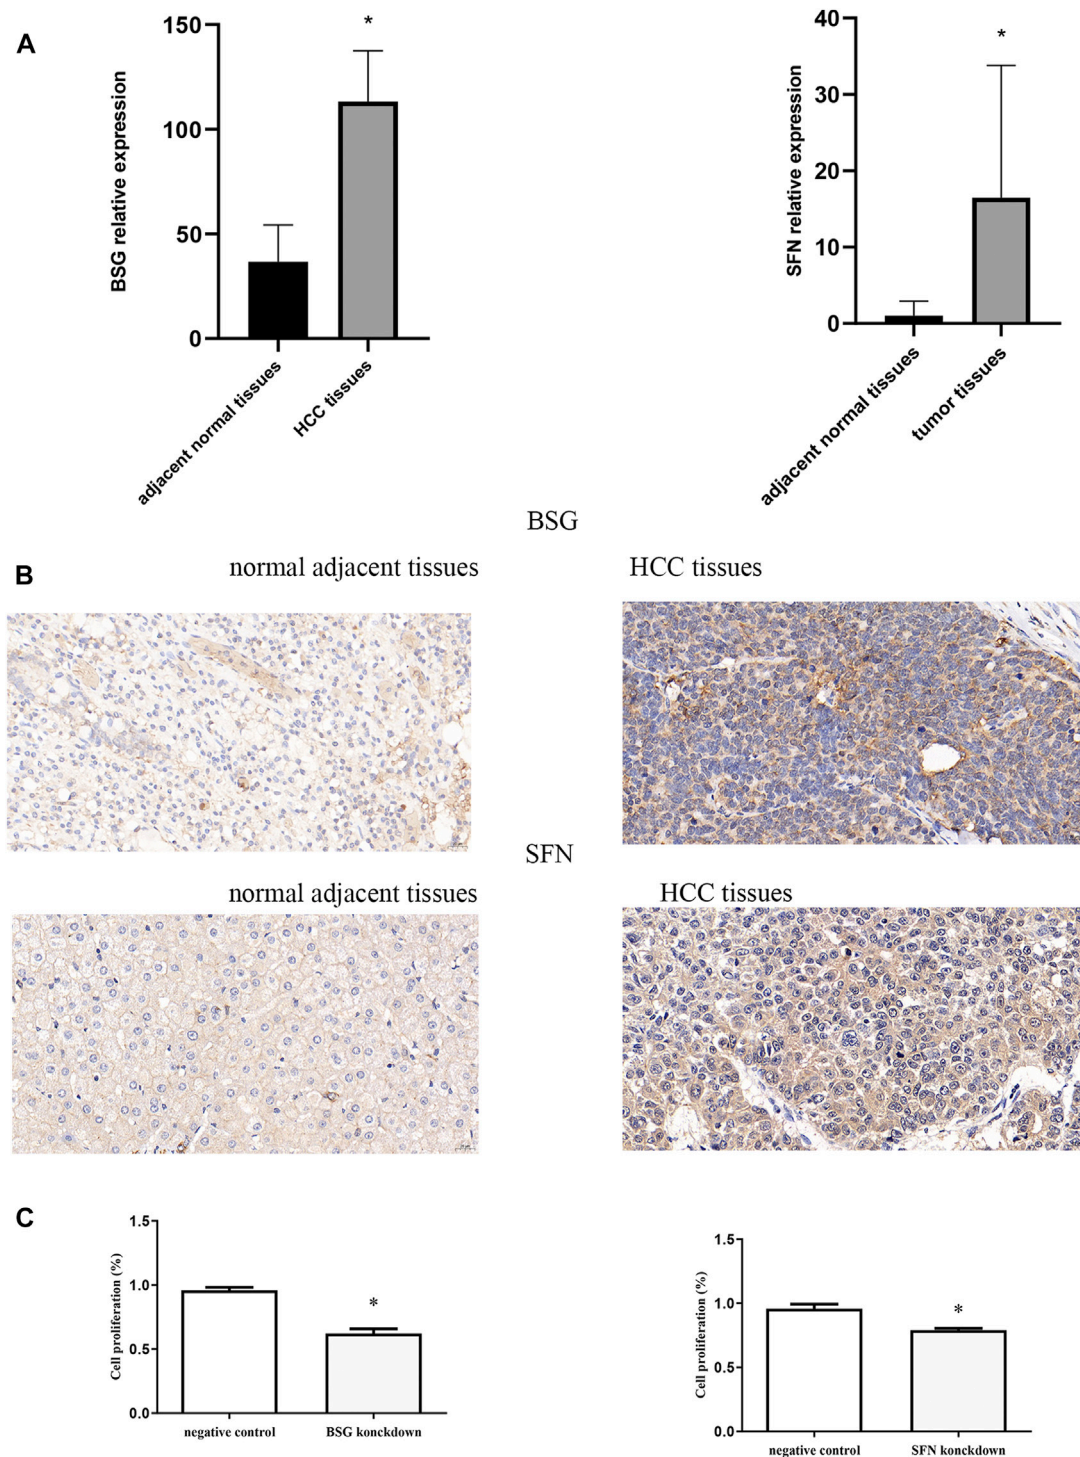 A
BSG relative expression
150
100
50
0
*
adjacent normal tissues
HCC tissues
SFN relative expression
40
30
20
10
0
*
adjacent normal tissues
tumor tissues
BSG
B
normal adjacent tissues
HCC tissues
SFN
normal adjacent tissues
HCC tissues
C
Cell proliferation (%)
1.5
1.0
0.5
0.0
*
negative control
BSG konckdown
Cell proliferation (%)
1.5
1.0
0.5
0.0
*
negative control
SFN konckdown